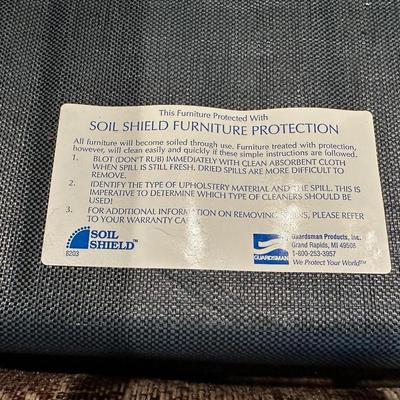 This Furniture Protected With
SOIL SHIELD FURNITURE PROTECTION
All furniture will become soiled through use. Furniture treated with protection,
however, will clean easily and quickly if these simple instructions are followed.
1. BLOT (DON'T RUB) IMMEDIATELY WITH CLEAN ABSORBENT CLOTH
WHEN SPILL IS STILL FRESH. DRIED SPILLS ARE MORE DIFFICULT TO
REMOVE.
2. IDENTIFY THE TYPE OF UPHOLSTERY MATERIAL AND THE SPILL. THIS IS
IMPERATIVE TO DETERMINE WHICH TYPE OF CLEANERS SHOULD BE
USED!
3. FOR ADDITIONAL INFORMATION ON REMOVING STAINS, PLEASE REFER
TO YOUR WARRANTY CARD.
SOIL
SHIELD™
8203
GUARDSMAN
Guardsman Products, Inc.
Grand Rapids, MI 49508
1-800-253-3957
We Protect Your World™